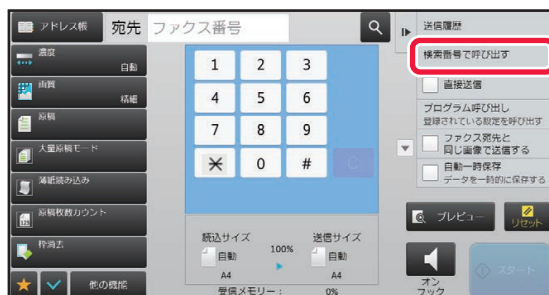 アドレス帳
宛先 ファクス番号
濃度
自動
画質
精細
原稿
大量原稿モード
薄紙読み込み
原稿枚数カウント
枠消去
他の機能
1 2 3
4 5 6
7 8 9
0 # C
読込サイズ 送信サイズ
自動 100% 自動
A4 A4
受信メモリー： 0%
送信履歴
検索番号で呼び出す
直接送信
プログラム呼び出し
登録されている設定を呼び出す
ファクス宛先と
同じ画像で送信する
自動一時保存
データを一時的に保存する
プレビュー
リセット
オン
フック
スタート